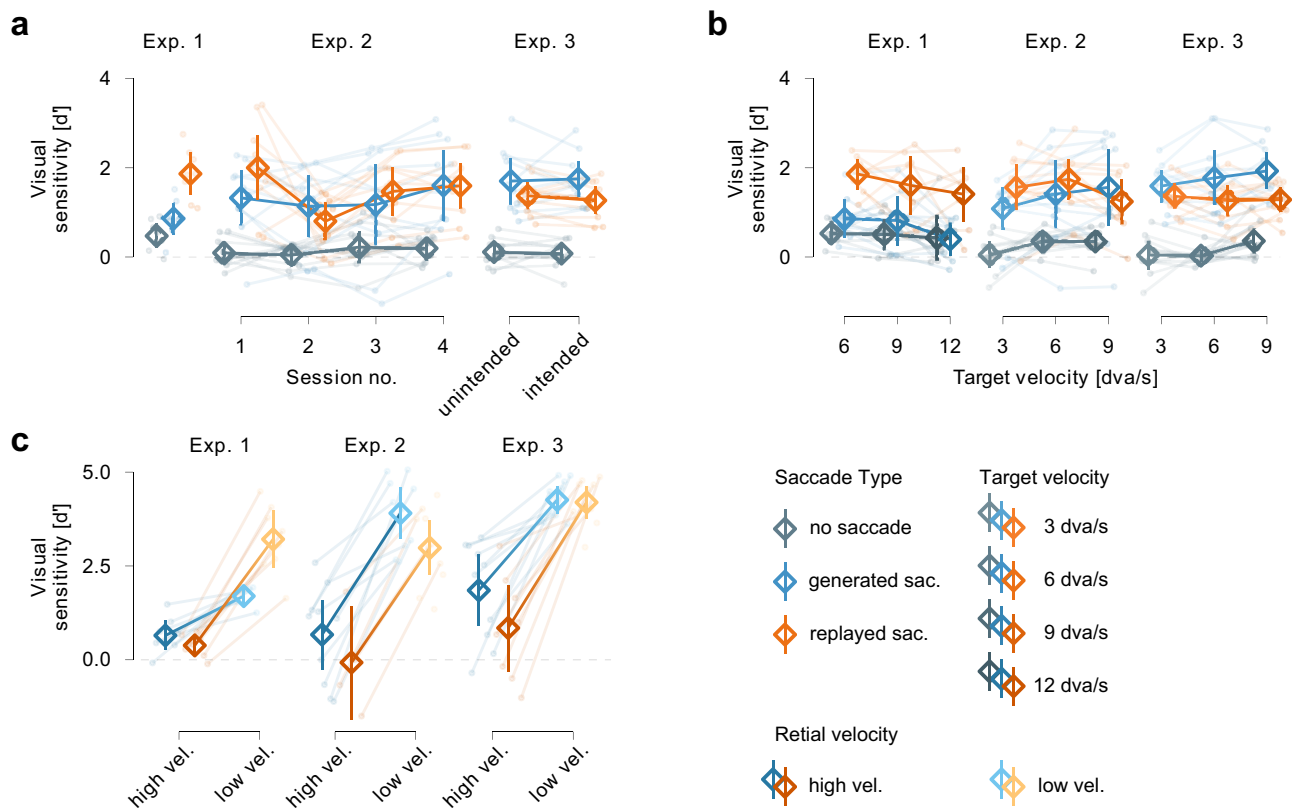 a
Exp. 1 Exp. 2 Exp. 3
Visual
sensitivity [d']
4
2
0
1 2 3 4
Session no.
unintended
intended
b
Exp. 1 Exp. 2 Exp. 3
Visual
sensitivity [d']
4
2
0
6 9 12 3 6 9 3 6 9
Target velocity [dva/s]
c
Exp. 1 Exp. 2 Exp. 3
Visual
sensitivity [d']
5.0
2.5
0.0
high vel. low vel. high vel. low vel. high vel. low vel.
Saccade Type
no saccade
generated sac.
replayed sac.
Target velocity
3 dva/s
6 dva/s
9 dva/s
12 dva/s
Retial velocity
high vel. low vel.